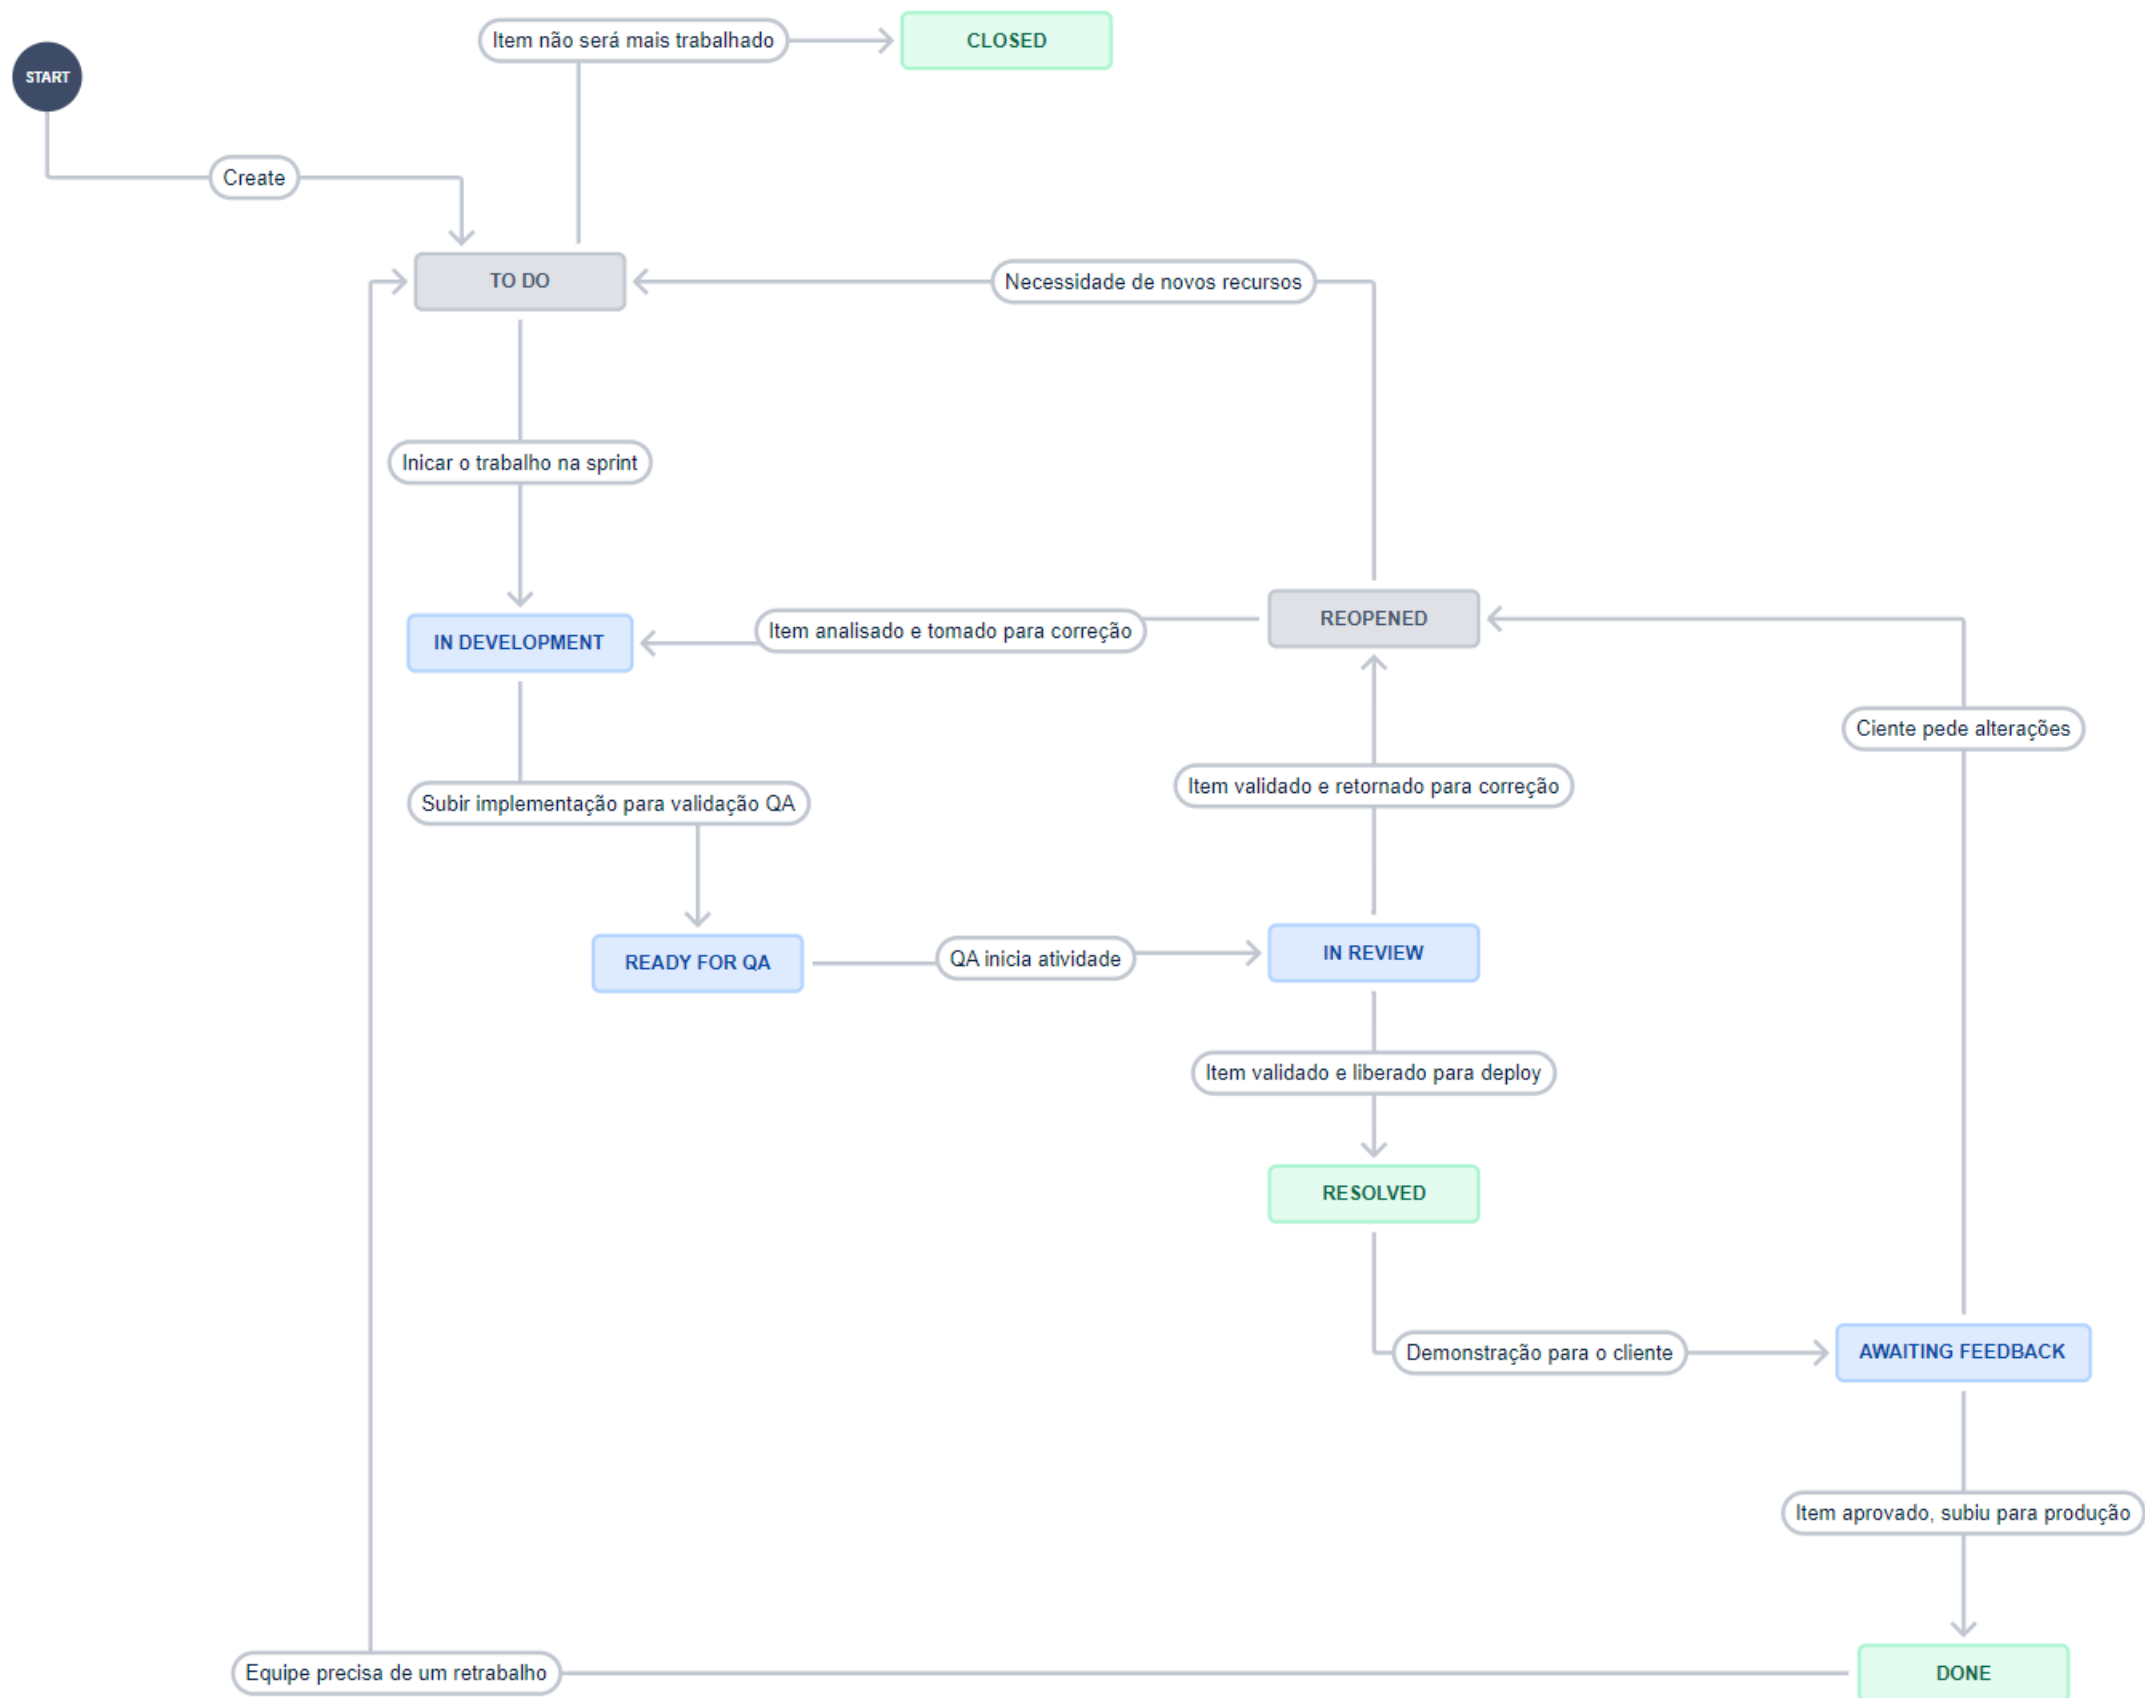 Item não será mais trabalhado
CLOSED
START
Create
TO DO
Necessidade de novos recursos
Inicar o trabalho na sprint
REOPENED
Item analisado e tomado para correção
IN DEVELOPMENT
Ciente pede alterações
Item validado e retornado para correção
Subir implementação para validação QA
READY FOR QA
QA inicia atividade
IN REVIEW
Item validado e liberado para deploy
RESOLVED
Demonstração para o cliente
AWAITING FEEDBACK
Item aprovado, subiu para produção
Equipe precisa de um retrabalho
DONE